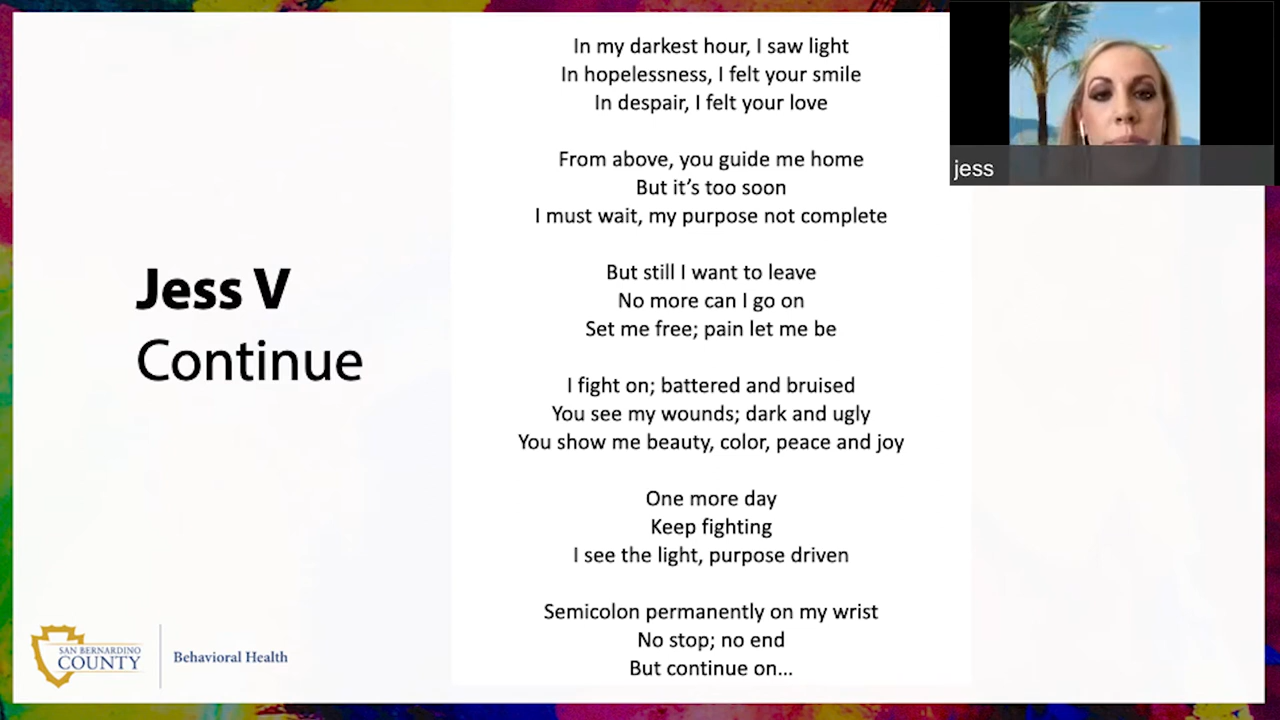 In my darkest hour, I saw light
In hopelessness, I felt your smile
In despair, I felt your love
From above, you guide me home
But it’s too soon
I must wait, my purpose not complete
But still I want to leave
No more can I go on
Set me free; pain let me be
I fight on; battered and bruised
You see my wounds; dark and ugly
You show me beauty, color, peace and joy
One more day
Keep fighting
I see the light, purpose driven
Semicolon permanently on my wrist
No stop; no end
But continue on...
jess
Jess V
Continue
SAN BERNARDINO
COUNTY
Behavioral Health